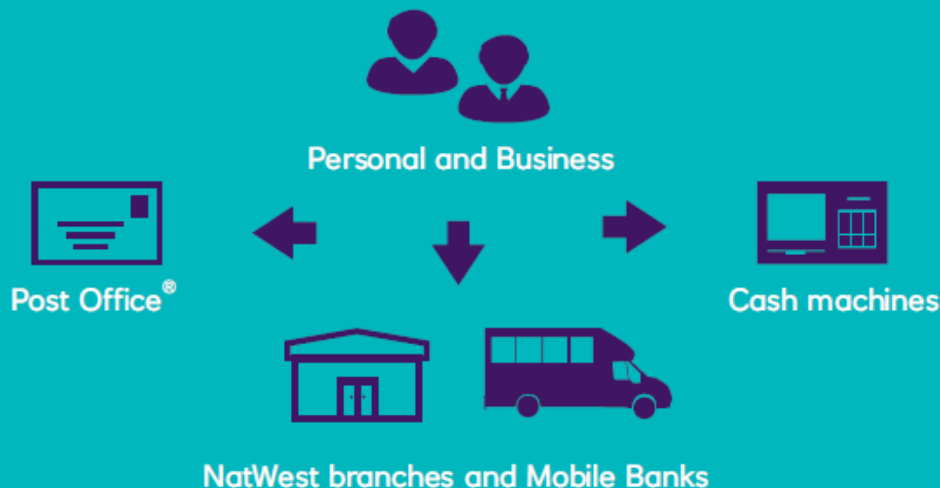 Personal and Business
Post Office®
Cash machines
NatWest branches and Mobile Banks